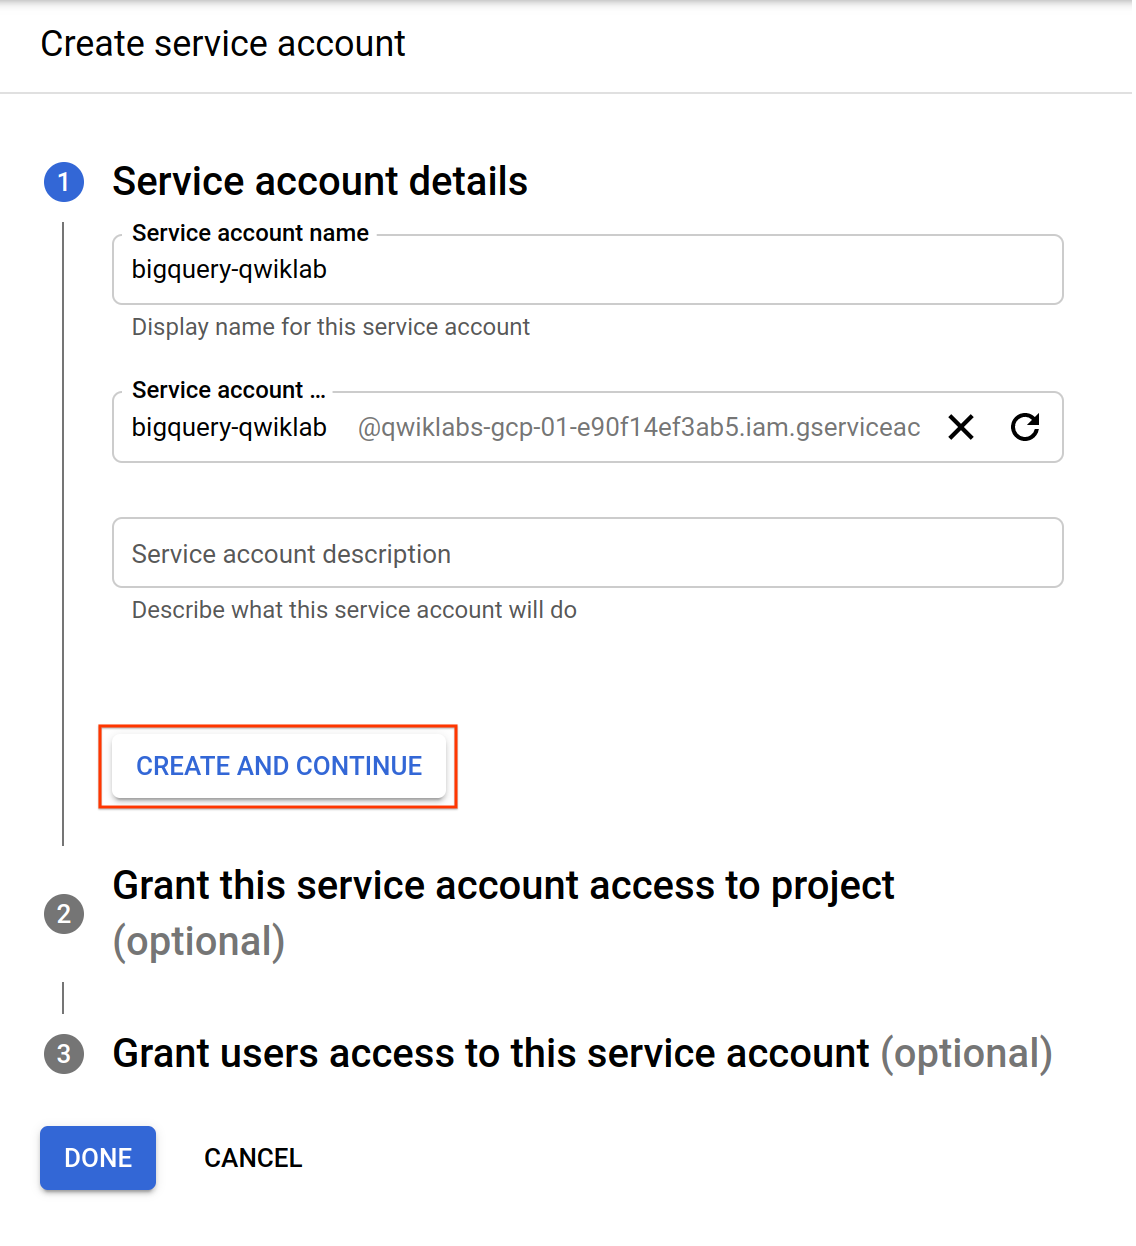 Create service account
1 Service account details
Service account name
bigquery-qwiklab
Display name for this service account
Service account ...
bigquery-qwiklab @qwiklabs-gcp-01-e90f14ef3ab5.iam.gserviceac
Service account description
Describe what this service account will do
CREATE AND CONTINUE
2 Grant this service account access to project
(optional)
3 Grant users access to this service account (optional)
DONE CANCEL